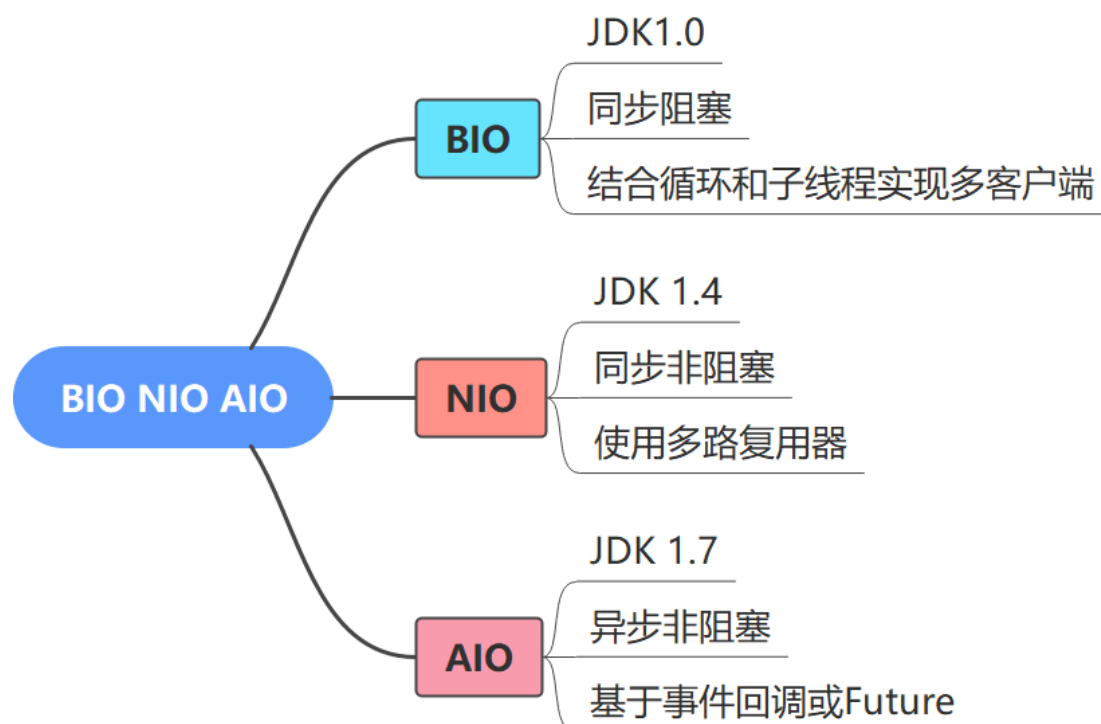 BIO NIO AIO
BIO
JDK1.0
同步阻塞
结合循环和子线程实现多客户端
NIO
JDK 1.4
同步非阻塞
使用多路复用器
AIO
JDK 1.7
异步非阻塞
基于事件回调或Future